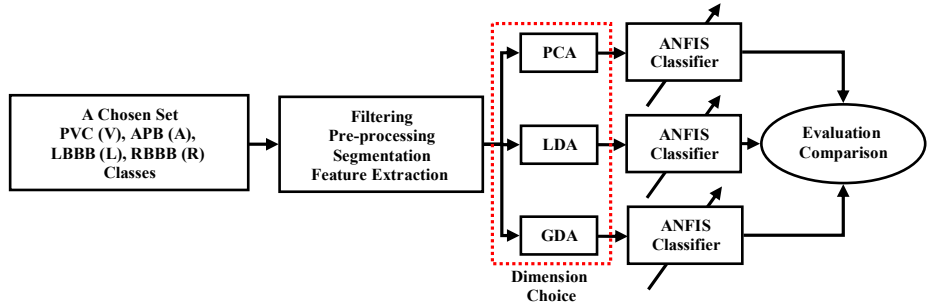 A Chosen Set
PVC (V), APB (A),
LBBB (L), RBBB (R)
Classes
Filtering
Pre-processing
Segmentation
Feature Extraction
PCA
LDA
GDA
Dimension
Choice
ANFIS
Classifier
ANFIS
Classifier
ANFIS
Classifier
Evaluation
Comparison